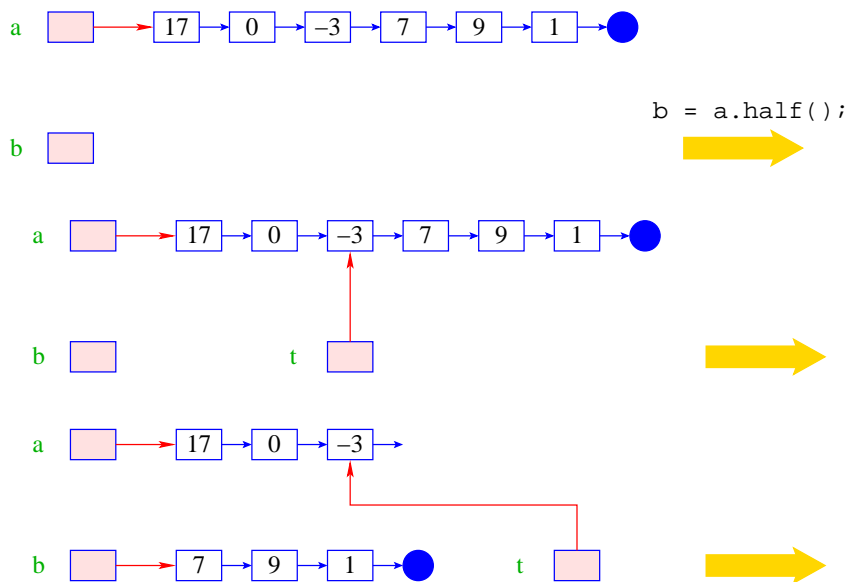 a 17 0 –3 7 9 1
b = a.half();
b
a 17 0 –3 7 9 1
b t
a 17 0 –3
b 7 9 1 t